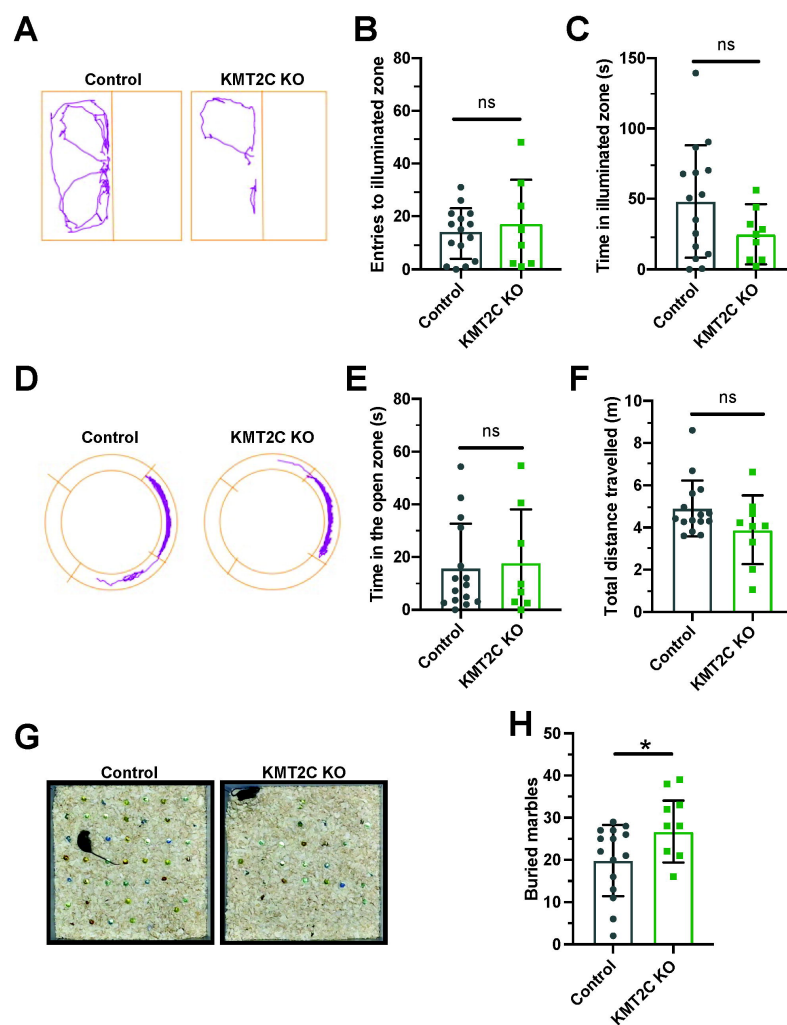 A
Control
KMT2C KO
B
Entries to illuminated zone
80
60
40
20
0
ns
Control
KMT2C KO
C
Time in illuminated zone (s)
150
100
50
0
ns
Control
KMT2C KO
D
Control
KMT2C KO
E
Time in the open zone (s)
80
60
40
20
0
ns
Control
KMT2C KO
F
Total distance travelled (m)
10
8
6
4
2
0
ns
Control
KMT2C KO
G
Control
KMT2C KO
H
Buried marbles
50
40
30
20
10
0
*
Control
KMT2C KO